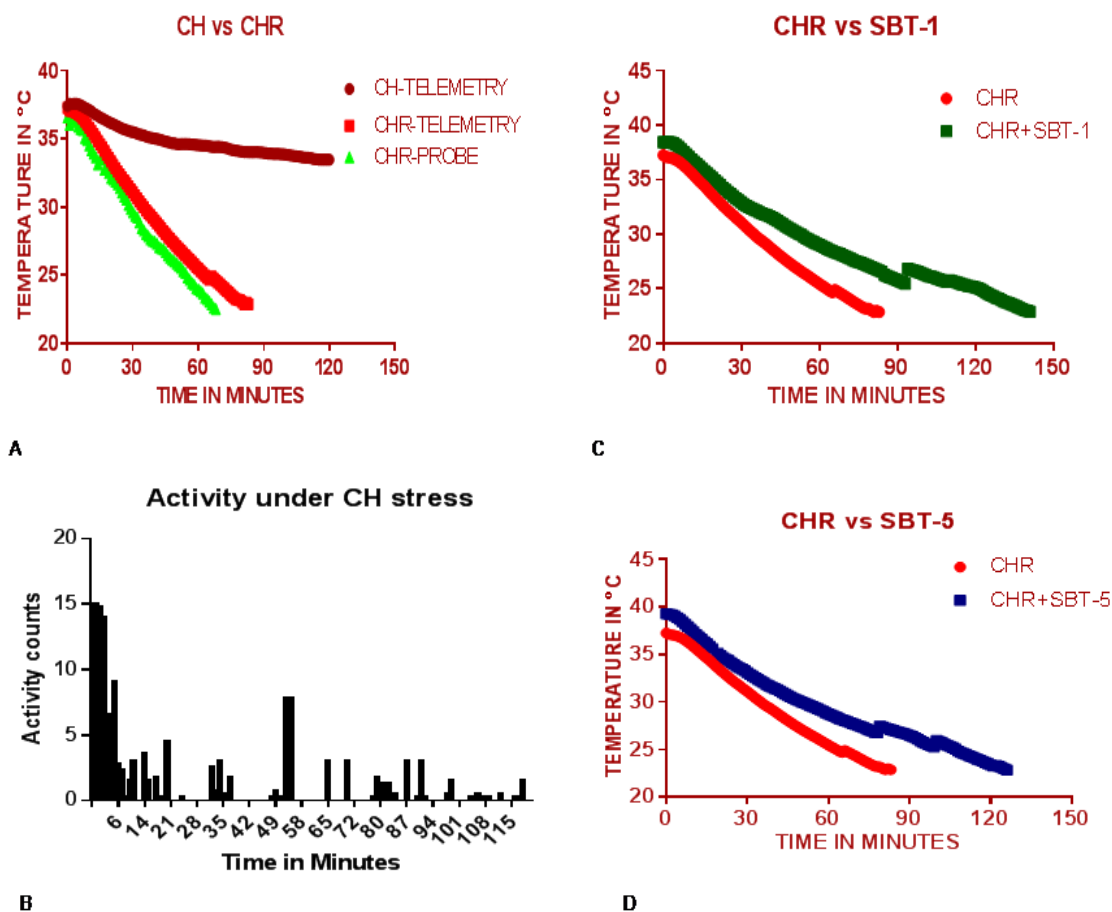 CH vs CHR
TEMPERATURE IN °C
40
35
30
25
20
0 30 60 90 120 150
TIME IN MINUTES
CH-TELEMETRY
CHR-TELEMETRY
CHR-PROBE
A
CHR vs SBT-1
TEMPERATURE IN °C
45
40
35
30
25
20
0 30 60 90 120 150
TIME IN MINUTES
CHR
CHR+SBT-1
C
Activity under CH stress
Activity counts
20
15
10
5
0
6 14 21 28 35 42 49 58 65 72 80 87 94 101 108 115
Time in Minutes
B
CHR vs SBT-5
TEMPERATURE IN °C
45
40
35
30
25
20
0 30 60 90 120 150
TIME IN MINUTES
CHR
CHR+SBT-5
D